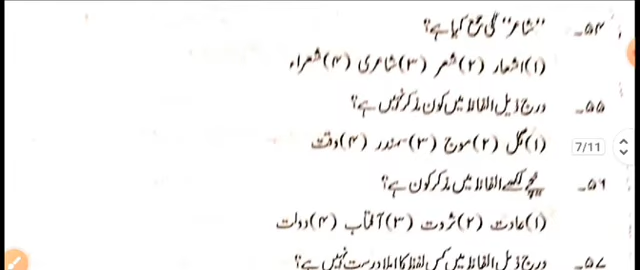 ۵۴۔ "شاعر" کی جمع کیا ہے؟
(۱) اشعار (۲) شعر (۳) شاعری (۴) شعراء
۵۵۔ درج ذیل الفاظ میں کون مذکر نہیں ہے؟
(۱) گل (۲) موج (۳) سمندر (۴) وقت
7/11
۵۶۔ نیچے لکھے الفاظ میں مذکر کون ہے؟
(۱) عادت (۲) ثروت (۳) آفتاب (۴) دولت
۵۷۔ درج ذیل الفاظ میں کس لفظ کا املا درست نہیں ہے؟